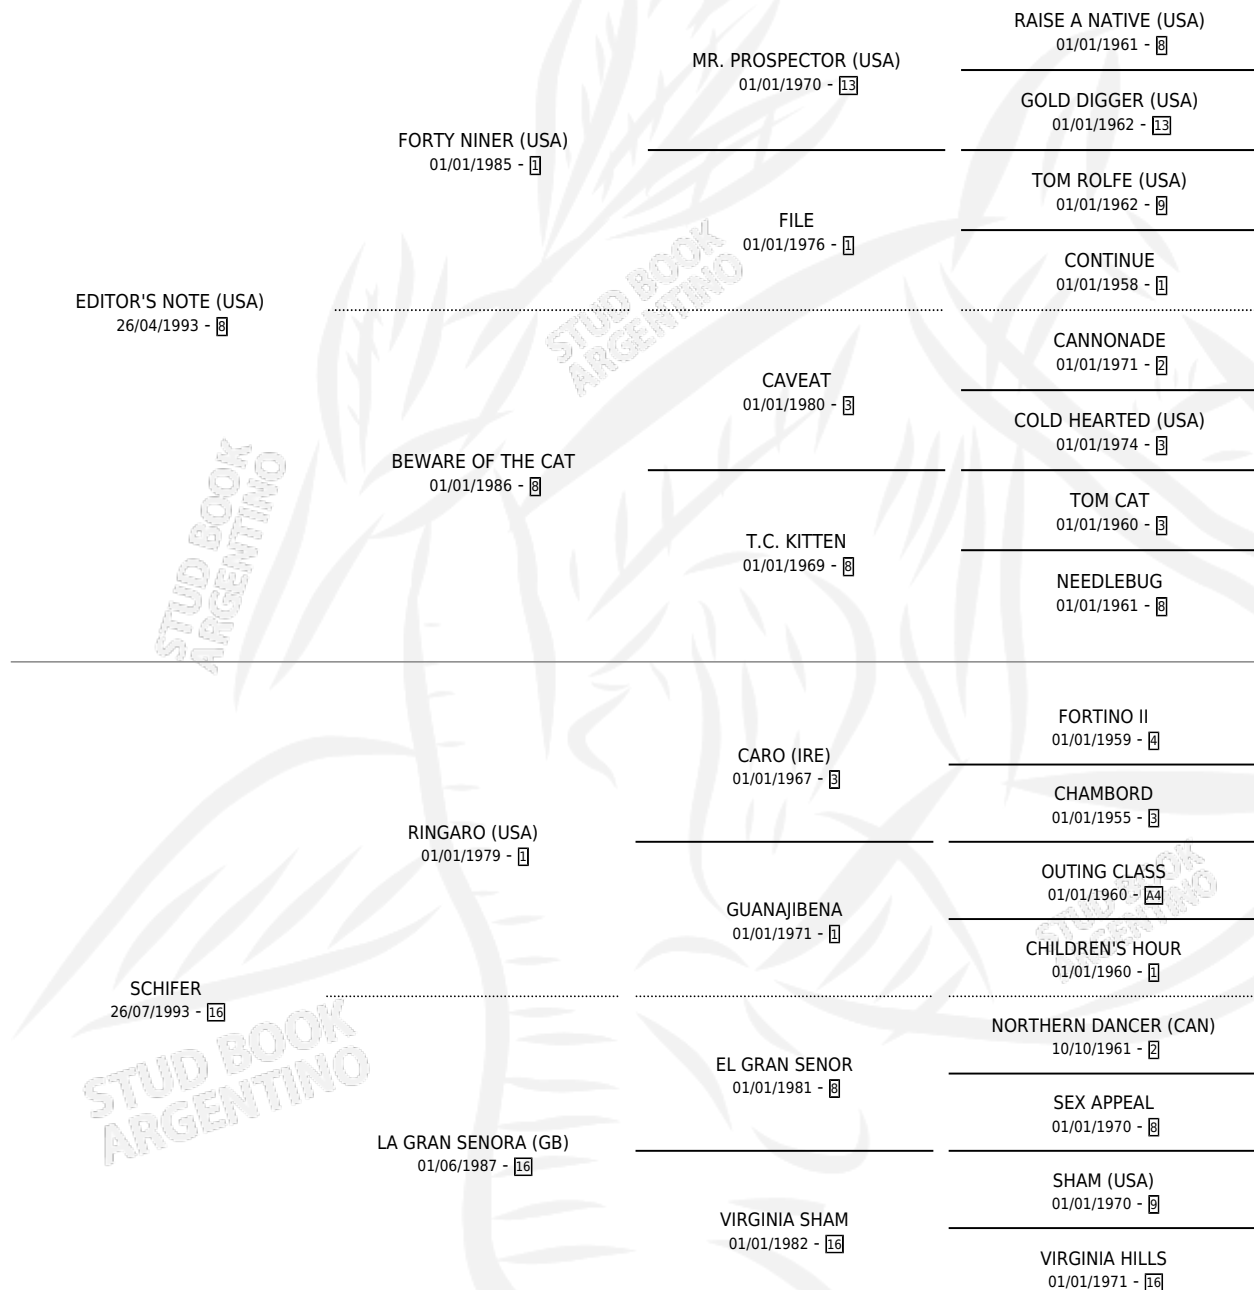 RAISE A NATIVE (USA)
01/01/1961 - 8
MR. PROSPECTOR (USA)
01/01/1970 - 13
GOLD DIGGER (USA)
01/01/1962 - 13
FORTY NINER (USA)
01/01/1985 - 1
TOM ROLFE (USA)
01/01/1962 - 9
FILE
01/01/1976 - 1
CONTINUE
01/01/1958 - 1
EDITOR'S NOTE (USA)
26/04/1993 - 8
CANNONADE
01/01/1971 - 2
CAVEAT
01/01/1980 - 3
COLD HEARTED (USA)
01/01/1974 - 3
BEWARE OF THE CAT
01/01/1986 - 8
TOM CAT
01/01/1960 - 3
T.C. KITTEN
01/01/1969 - 8
NEEDLEBUG
01/01/1961 - 8
STUD BOOK
ARGENTINO
STUD BOOK
ARGENTINO
FORTINO II
01/01/1959 - 4
CARO (IRE)
01/01/1967 - 3
CHAMBORD
01/01/1955 - 3
RINGARO (USA)
01/01/1979 - 1
OUTING CLASS
01/01/1960 - A4
GUANAJIBENA
01/01/1971 - 1
CHILDREN'S HOUR
01/01/1960 - 1
STUD BOOK
ARGENTINO
SCHIFER
26/07/1993 - 16
NORTHERN DANCER (CAN)
10/10/1961 - 2
EL GRAN SENOR
01/01/1981 - 8
SEX APPEAL
01/01/1970 - 8
STUD BOOK
ARGENTINO
LA GRAN SENORA (GB)
01/06/1987 - 16
SHAM (USA)
01/01/1970 - 9
VIRGINIA SHAM
01/01/1982 - 16
VIRGINIA HILLS
01/01/1971 - 16